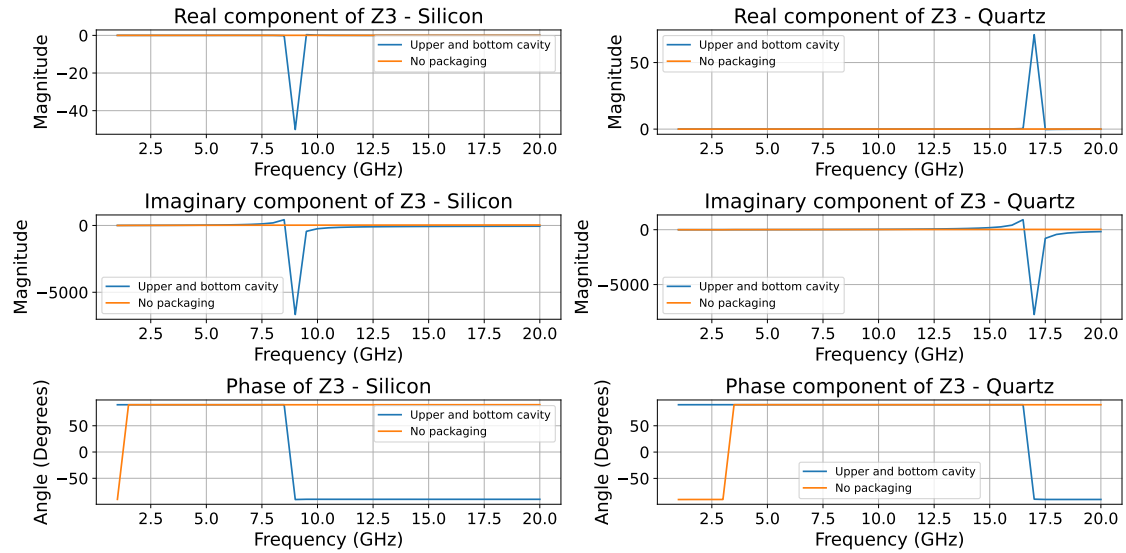 Real component of Z3 - Silicon
Magnitude
0
−20
−40
Upper and bottom cavity
No packaging
2.5 5.0 7.5 10.0 12.5 15.0 17.5 20.0
Frequency (GHz)
Real component of Z3 - Quartz
Magnitude
50
0
Upper and bottom cavity
No packaging
2.5 5.0 7.5 10.0 12.5 15.0 17.5 20.0
Frequency (GHz)
Imaginary component of Z3 - Silicon
Magnitude
0
−5000
Upper and bottom cavity
No packaging
2.5 5.0 7.5 10.0 12.5 15.0 17.5 20.0
Frequency (GHz)
Imaginary component of Z3 - Quartz
Magnitude
0
−5000
Upper and bottom cavity
No packaging
2.5 5.0 7.5 10.0 12.5 15.0 17.5 20.0
Frequency (GHz)
Phase of Z3 - Silicon
Angle (Degrees)
50
0
−50
Upper and bottom cavity
No packaging
2.5 5.0 7.5 10.0 12.5 15.0 17.5 20.0
Frequency (GHz)
Phase component of Z3 - Quartz
Angle (Degrees)
50
0
−50
Upper and bottom cavity
No packaging
2.5 5.0 7.5 10.0 12.5 15.0 17.5 20.0
Frequency (GHz)